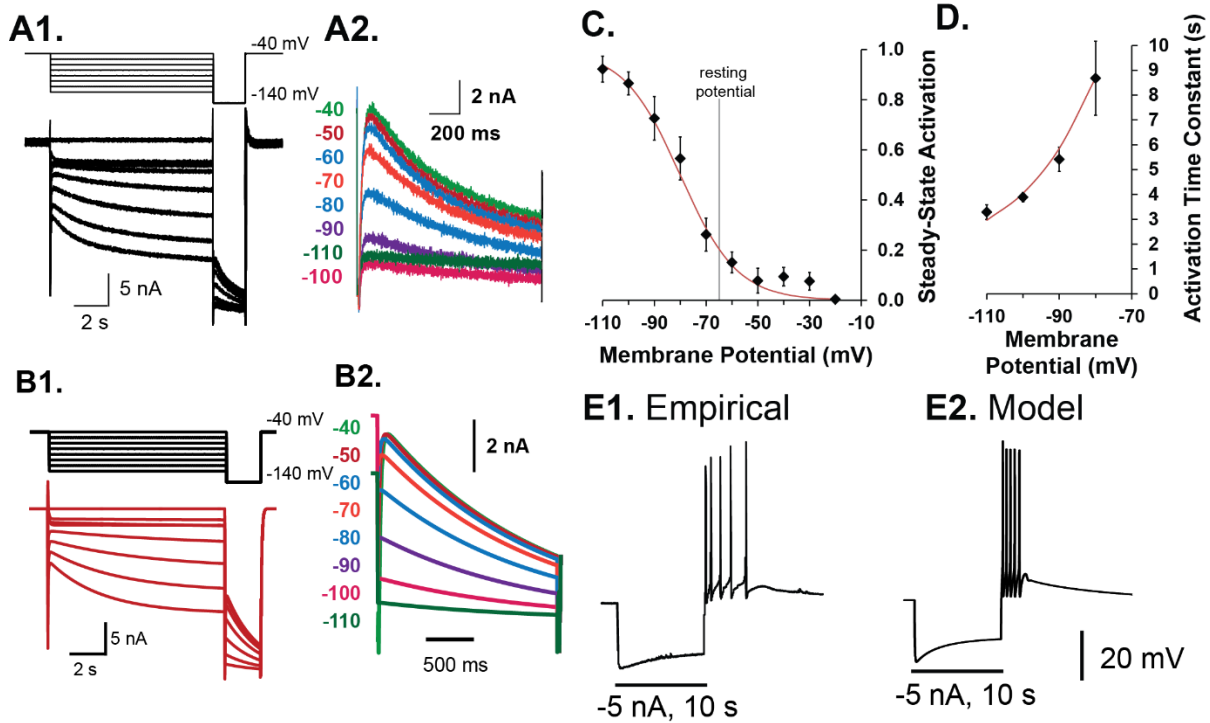 A1.
-40 mV
-140 mV
5 nA
2 s
A2.
2 nA
200 ms
-40
-50
-60
-70
-80
-90
-110
-100
B1.
-40 mV
-140 mV
5 nA
2 s
B2.
2 nA
-40
-50
-60
-70
-80
-90
-100
-110
500 ms
C.
resting
potential
1.0
0.8
0.6
0.4
0.2
0.0
Steady-State Activation
-110 -90 -70 -50 -30 -10
Membrane Potential (mV)
D.
10
9
8
7
6
5
4
3
2
1
0
Activation Time Constant (s)
-110 -90 -70
Membrane
Potential (mV)
E1. Empirical
-5 nA, 10 s
E2. Model
20 mV
-5 nA, 10 s